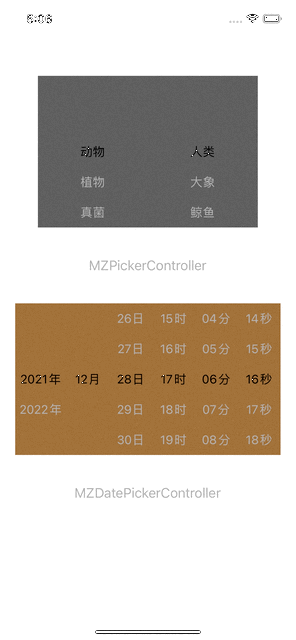 5:06
动物 人类
植物 大象
真菌 鲸鱼
MZPickerController
26日 15时 04分 14秒
27日 16时 05分 15秒
2021年 12月 28日 17时 06分 15秒
2022年 29日 18时 07分 17秒
30日 19时 08分 18秒
MZDatePickerController